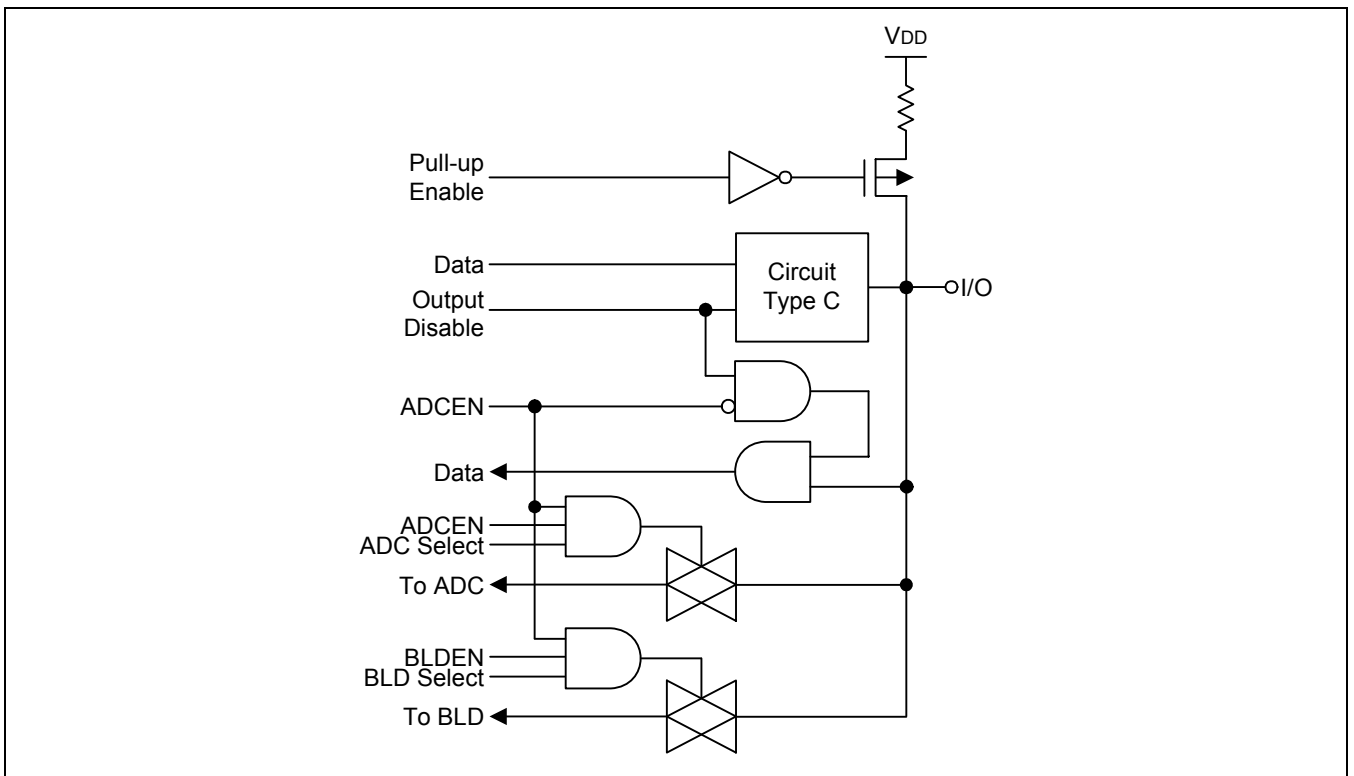 VDD
Pull-up
Enable
Data
Circuit
Type C
I/O
Output
Disable
ADCEN
Data
ADCEN
ADC Select
To ADC
BLDEN
BLD Select
To BLD